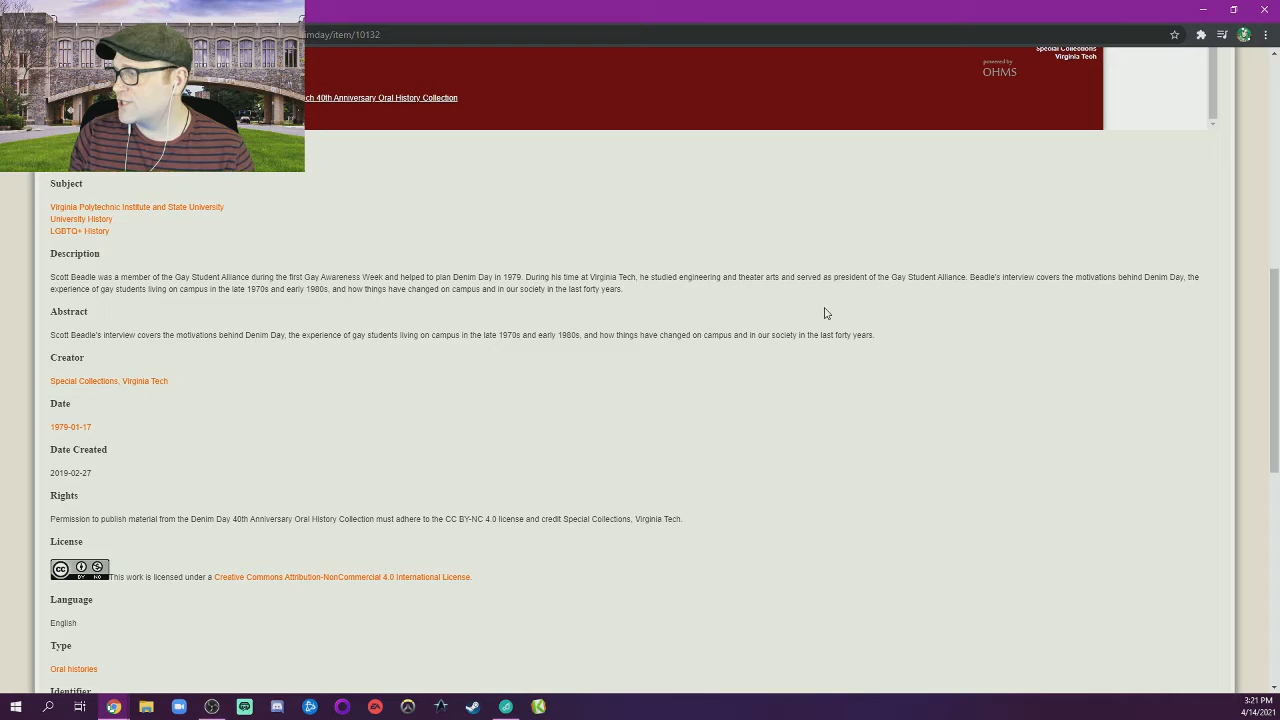 mday/item/10132
Special Collections
Virginia Tech
powered by
OHMS
ch 40th Anniversary Oral History Collection
Subject
Virginia Polytechnic Institute and State University
University History
LGBTQ+ History
Description
Scott Beadle was a member of the Gay Student Alliance during the first Gay Awareness Week and helped to plan Denim Day in 1979. During his time at Virginia Tech, he studied engineering and theater arts and served as president of the Gay Student Alliance. Beadle's interview covers the motivations behind Denim Day, the
experience of gay students living on campus in the late 1970s and early 1980s, and how things have changed on campus and in our society in the last forty years.
Abstract
Scott Beadle's interview covers the motivations behind Denim Day, the experience of gay students living on campus in the late 1970s and early 1980s, and how things have changed on campus and in our society in the last forty years.
Creator
Special Collections, Virginia Tech
Date
1979-01-17
Date Created
2019-02-27
Rights
Permission to publish material from the Denim Day 40th Anniversary Oral History Collection must adhere to the CC BY-NC 4.0 license and credit Special Collections, Virginia Tech.
License
cc BY NC This work is licensed under a Creative Commons Attribution-NonCommercial 4.0 International License.
Language
English
Type
Oral histories
Identifier
3:21 PM
4/14/2021